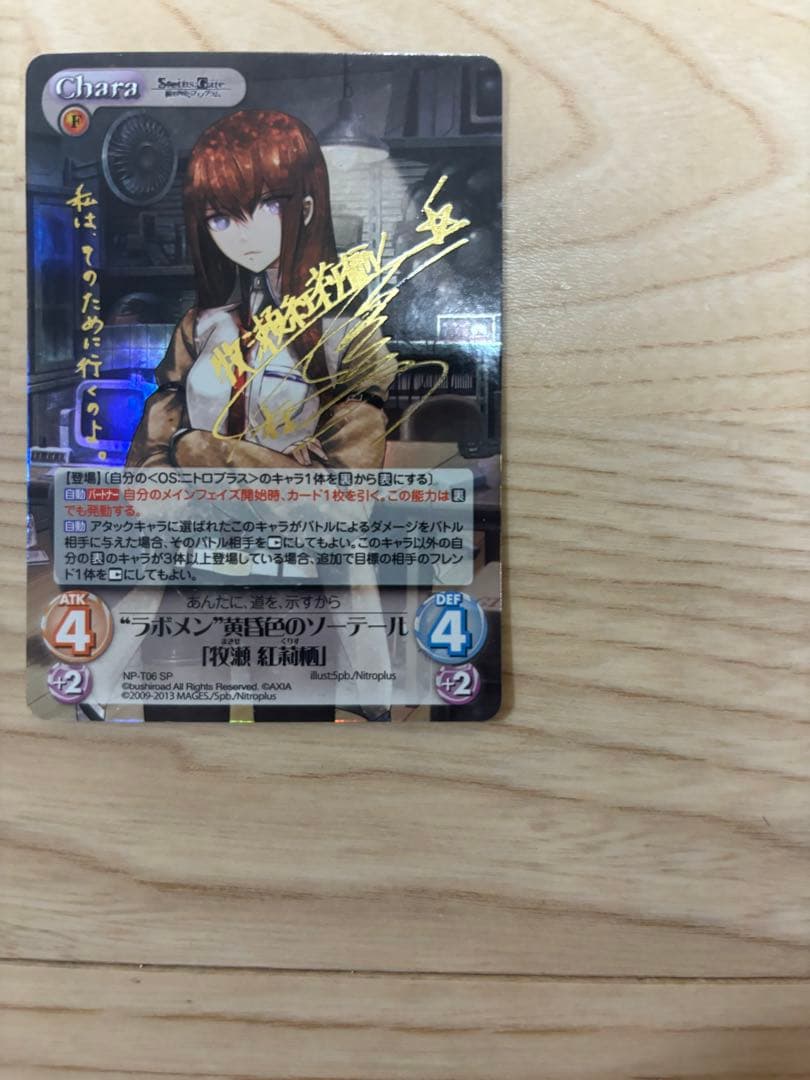 Chara
Steins;Gate
F
私は、そのために行くのよ。
牧瀬紅莉栖
【登場】〔自分の<OS:ニトロプラス>のキャラ1体を裏から表にする〕
自動 パートナー 自分のメインフェイズ開始時、カード1枚を引く。この能力は裏
でも発動する。
自動 アタックキャラに選ばれたこのキャラがバトルによるダメージをバトル
相手に与えた場合、そのバトル相手を にしてもよい。このキャラ以外の自
分の表のキャラが3体以上登場している場合、追加で目標の相手のフレン
ド1体を にしてもよい。
あんたに、道を、示すから
ATK
4
+2
DEF
4
+2
“ラボメン”黄昏色のソーテール
「牧瀬 紅莉栖」
まきせ くりす
NP-T06 SP illust:5pb./Nitroplus
©bushiroad All Rights Reserved. ©AXIA
©2009-2013 MAGES./5pb./Nitroplus